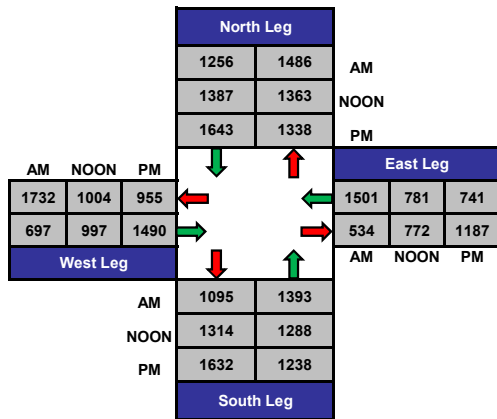 North Leg
1256 1486 AM
1387 1363 NOON
1643 1338 PM
AM NOON PM East Leg
1732 1004 955 1501 781 741
697 997 1490 534 772 1187
West Leg AM NOON PM
AM 1095 1393
NOON 1314 1288
PM 1632 1238
South Leg